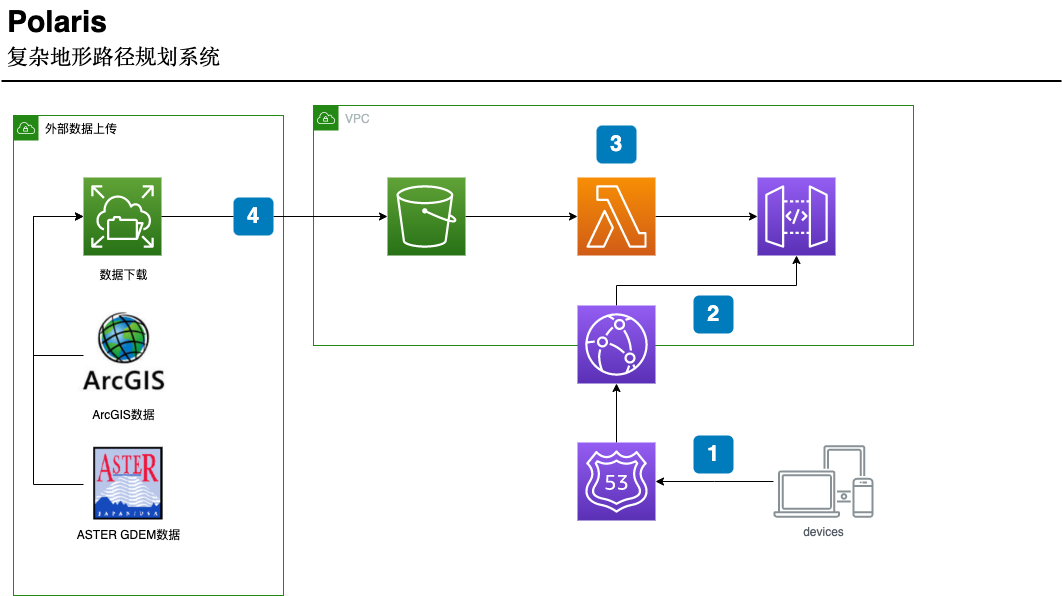 Polaris
复杂地形路径规划系统
外部数据上传
VPC
3
4
数据下载
2
ArcGIS
ArcGIS数据
ASTER
JAPAN/USA
ASTER GDEM数据
53
1
devices